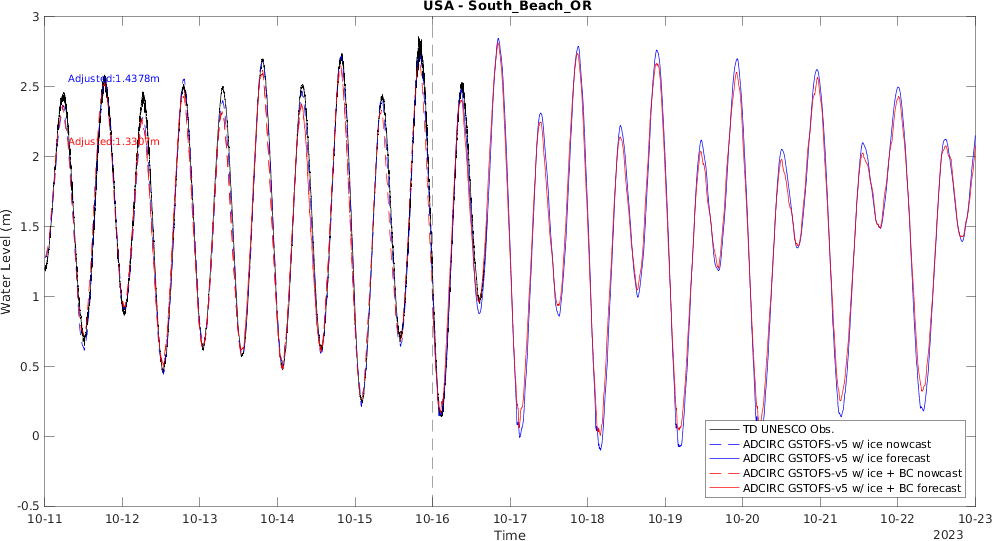 USA - South_Beach_OR
Adjusted:1.4378m
Adjusted:1.3307m
Water Level (m)
3
2.5
2
1.5
1
0.5
0
-0.5
TD UNESCO Obs.
ADCIRC GSTOFS-v5 w/ ice nowcast
ADCIRC GSTOFS-v5 w/ ice forecast
ADCIRC GSTOFS-v5 w/ ice + BC nowcast
ADCIRC GSTOFS-v5 w/ ice + BC forecast
10-11 10-12 10-13 10-14 10-15 10-16 10-17 10-18 10-19 10-20 10-21 10-22 10-23
Time
2023